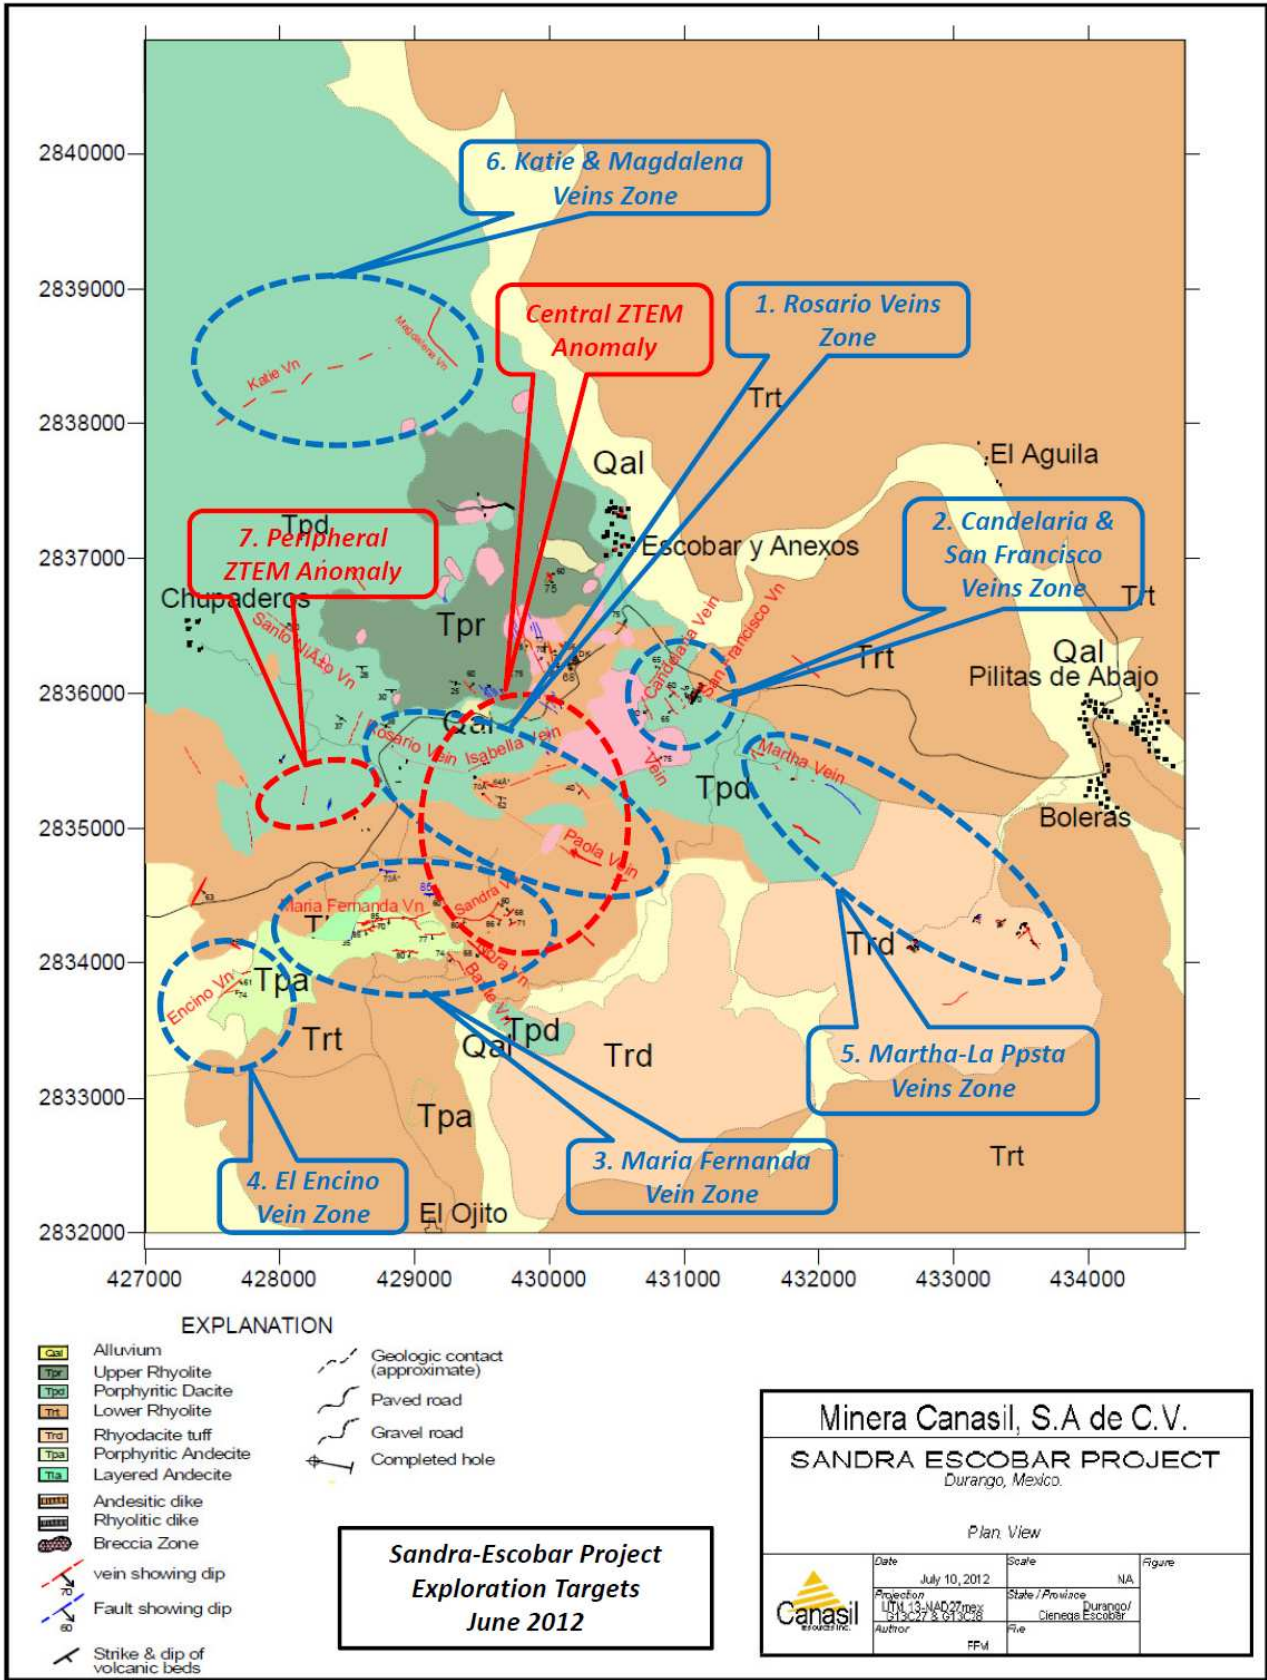 2840000
2839000
2838000
2837000
2836000
2835000
2834000
2833000
2832000
427000 428000 429000 430000 431000 432000 433000 434000
6. Katie & Magdalena
Veins Zone
Central ZTEM
Anomaly
1. Rosario Veins
Zone
Magdalena Vn
Katie Vn
Trt
Qal
El Aguila
2. Candelaria &
San Francisco
Veins Zone
Tpd
7. Peripheral
ZTEM Anomaly
Escobar y Anexos
Chupaderos
Tpr
Candelaria Vein
San Francisco Vn
Trt
Trt
Qal
Pilitas de Abajo
Qal
Rosario Vein Isabella Vein
Vein
Martha Vein
Tpd
Boleras
Paola Vein
Maria Fernanda Vn
Sandra V
Trd
Nora Vn
Encino Vn
Tpa
Trt
Qal
Tpd
Trd
5. Martha-La Ppsta
Veins Zone
Tpa
Trt
3. Maria Fernanda
Vein Zone
4. El Encino
Vein Zone
El Ojito
EXPLANATION
Qal Alluvium
Tpr Upper Rhyolite
Tpd Porphyritic Dacite
Trt Lower Rhyolite
Trd Rhyodacite tuff
Tpa Porphyritic Andecite
Tla Layered Andecite
Andesitic dike
Rhyolitic dike
Breccia Zone
70 vein showing dip
60 Fault showing dip
Strike & dip of
volcanic beds
Geologic contact
(approximate)
Paved road
Gravel road
Completed hole
Sandra-Escobar Project
Exploration Targets
June 2012
Minera Canasil, S.A de C.V.
SANDRA ESCOBAR PROJECT
Durango, Mexico.
Plan View
Canasil
RESOURCES INC.
Date
July 10, 2012
Scale
NA
Figure
Projection
UTM 13-NAD27mex
G13C27 & G13C28
State / Province
Durango/
Cienega Escobar
Author
File